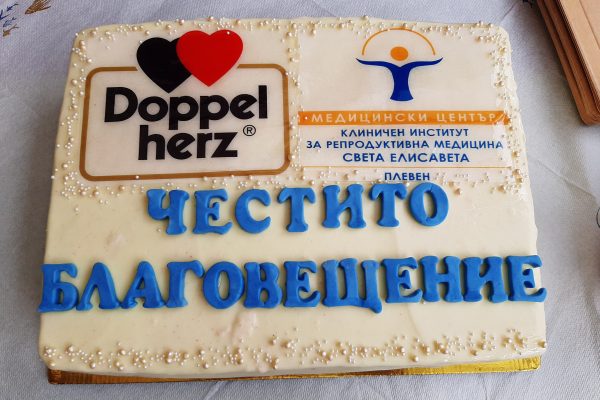 Doppel
herz®
МЕДИЦИНСКИ ЦЕНТЪР
КЛИНИЧЕН ИНСТИТУТ
ЗА РЕПРОДУКТИВНА МЕДИЦИНА
СВЕТА ЕЛИСАВЕТА
ПЛЕВЕН
ЧЕСТИТО
БЛАГОВЕЩЕНИЕ